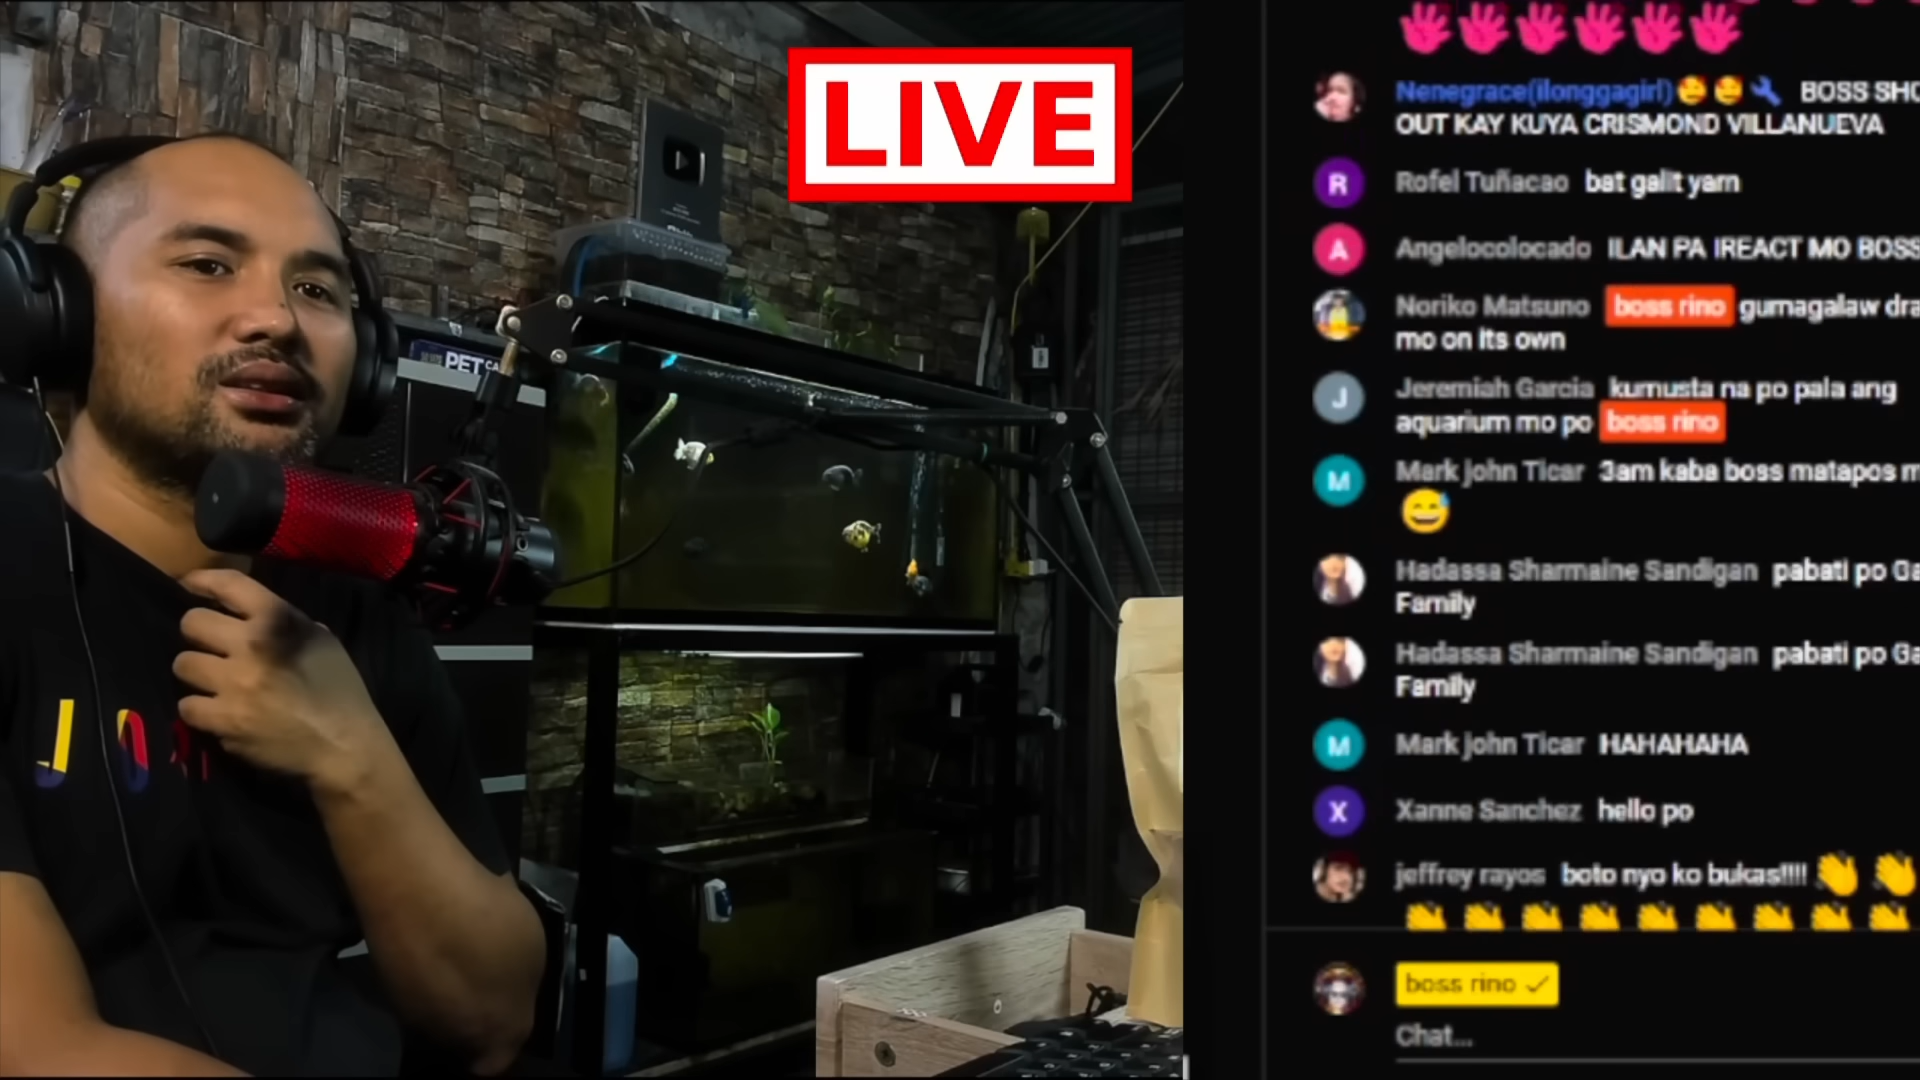 LIVE
PET
J O
Nenegrace(ilonggagirl) BOSS SHO
OUT KAY KUYA CRISMOND VILLANUEVA
R
Rofel Tuñacao bat galit yarn
A
Angelocolocado ILAN PA IREACT MO BOSS
Noriko Matsuno boss rino gumagalaw dra
mo on its own
J
Jeremiah Garcia kumusta na po pala ang
aquarium mo po boss rino
M
Mark john Ticar 3am kaba boss matapos m
Hadassa Sharmaine Sandigan pabati po Ga
Family
Hadassa Sharmaine Sandigan pabati po Ga
Family
M
Mark john Ticar HAHAHAHA
X
Xanne Sanchez hello po
jeffrey rayos boto nyo ko bukas!!!!
boss rino
Chat...